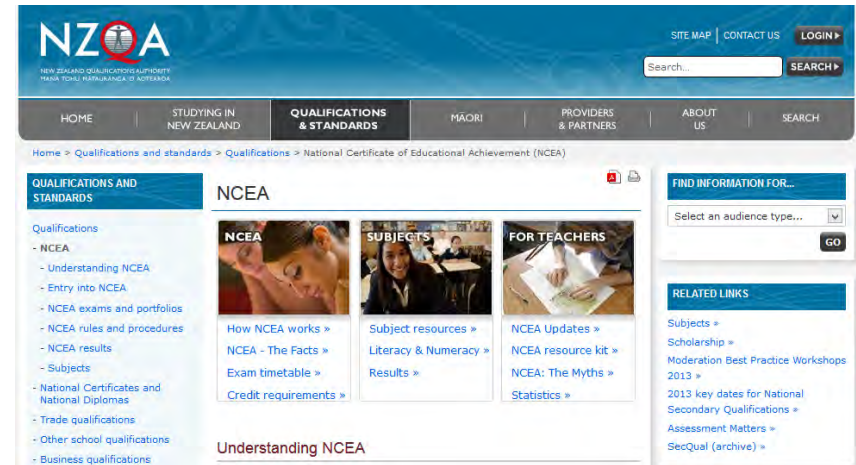 NZQA
NEW ZEALAND QUALIFICATIONS AUTHORITY
MANA TOHU MĀTAURANGA O AOTEAROA
SITE MAP | CONTACT US LOGIN
Search... SEARCH
HOME
STUDYING IN
NEW ZEALAND
QUALIFICATIONS
& STANDARDS
MĀORI
PROVIDERS
& PARTNERS
ABOUT
US
SEARCH
Home > Qualifications and standards > Qualifications > National Certificate of Educational Achievement (NCEA)
QUALIFICATIONS AND
STANDARDS
Qualifications
- NCEA
- Understanding NCEA
- Entry into NCEA
- NCEA exams and portfolios
- NCEA rules and procedures
- NCEA results
- Subjects
- National Certificates and
National Diplomas
- Trade qualifications
- Other school qualifications
- Business qualifications
NCEA
NCEA
How NCEA works »
NCEA - The Facts »
Exam timetable »
Credit requirements »
SUBJECTS
Subject resources »
Literacy & Numeracy »
Results »
FOR TEACHERS
NCEA Updates »
NCEA resource kit »
NCEA: The Myths »
Statistics »
Understanding NCEA
FIND INFORMATION FOR...
Select an audience type...
GO
RELATED LINKS
Subjects »
Scholarship »
Moderation Best Practice Workshops
2013 »
2013 key dates for National
Secondary Qualifications »
Assessment Matters »
SecQual (archive) »